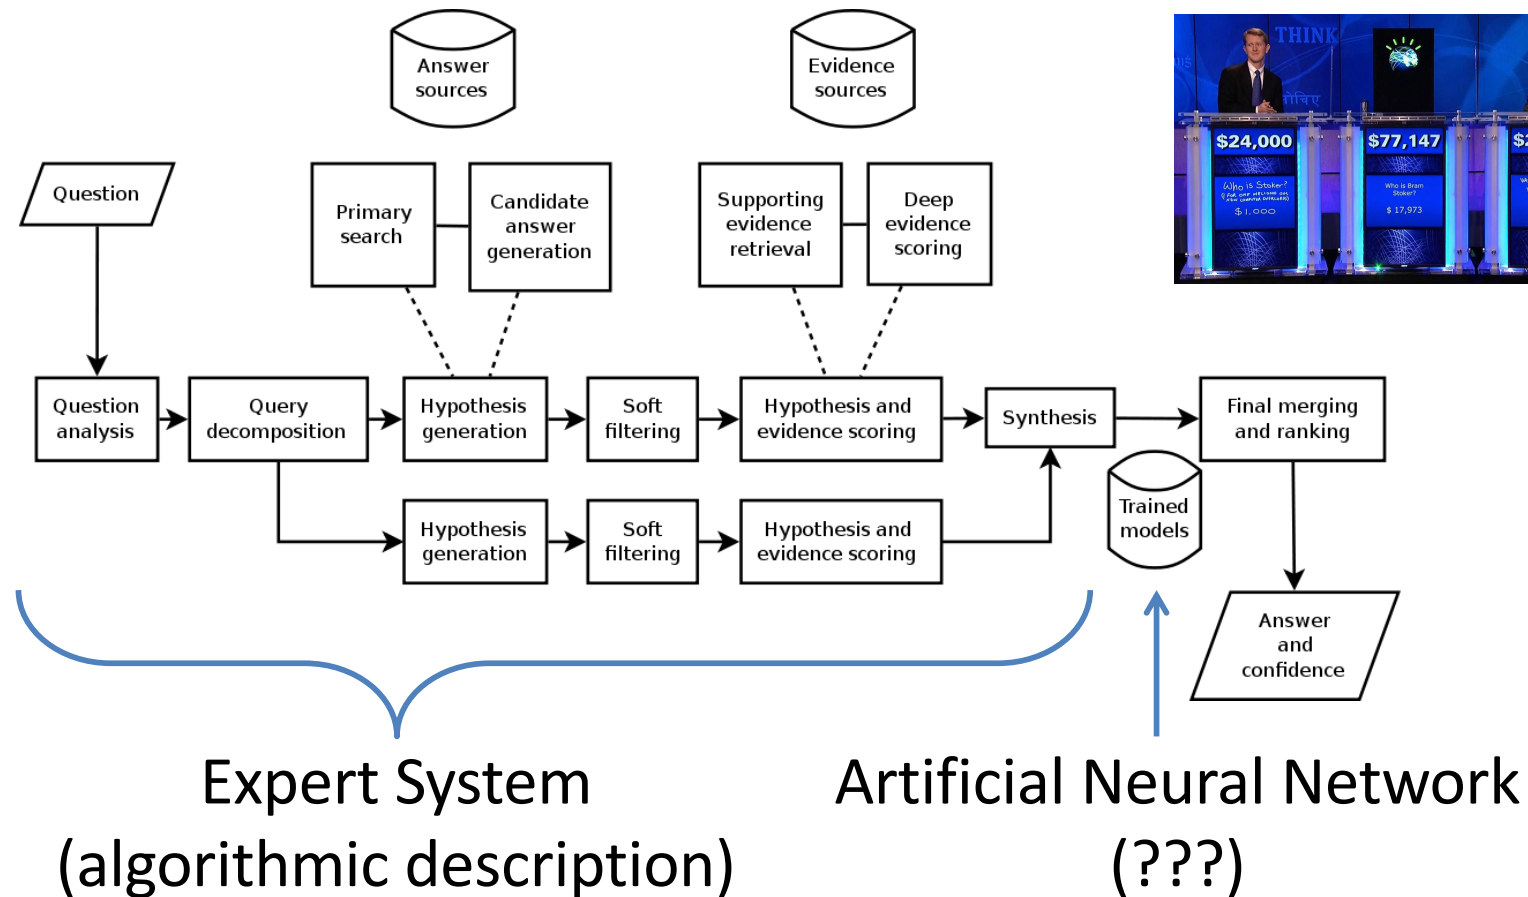 Answer
sources
Evidence
sources
THINK
$24,000
Who is Stoker?
$1,000
$77,147
Who is Bram
Stoker?
$ 17,973
Question
Primary
search
Candidate
answer
generation
Supporting
evidence
retrieval
Deep
evidence
scoring
Question
analysis
Query
decomposition
Hypothesis
generation
Soft
filtering
Hypothesis and
evidence scoring
Synthesis
Final merging
and ranking
Hypothesis
generation
Soft
filtering
Hypothesis and
evidence scoring
Trained
models
Answer
and
confidence
Expert System
(algorithmic description)
Artificial Neural Network
(???)